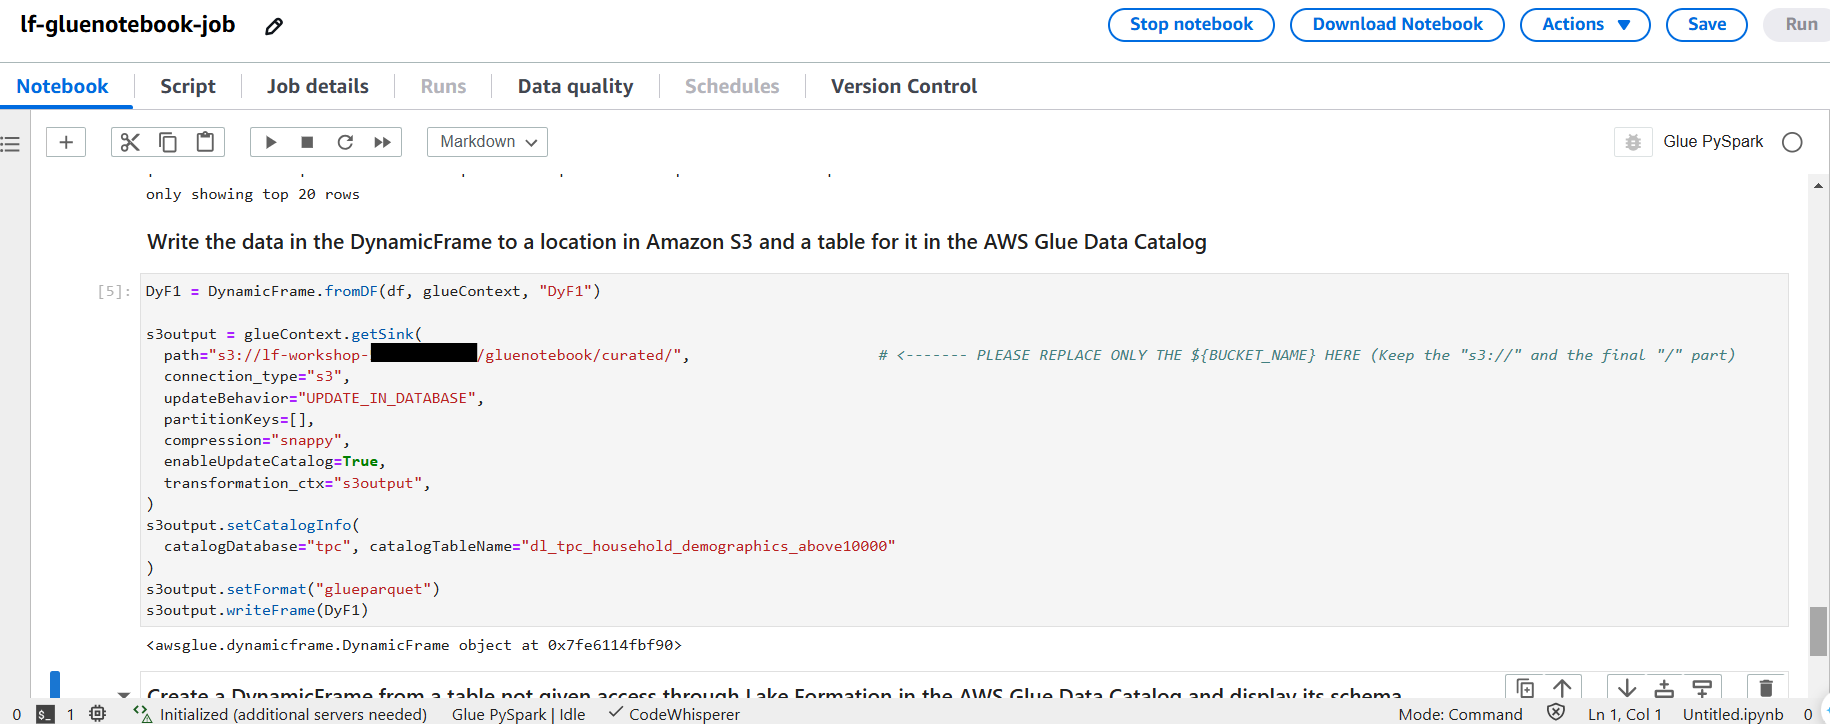 lf-gluenotebook-job
Stop notebook
Download Notebook
Actions
Save
Run
Notebook
Script
Job details
Runs
Data quality
Schedules
Version Control
Markdown
Glue PySpark
only showing top 20 rows
Write the data in the DynamicFrame to a location in Amazon S3 and a table for it in the AWS Glue Data Catalog
[5]:
DyF1 = DynamicFrame.fromDF(df, glueContext, "DyF1")
s3output = glueContext.getSink(
path="s3://lf-workshop-/gluenotebook/curated/", # <------- PLEASE REPLACE ONLY THE ${BUCKET_NAME} HERE (Keep the "s3://" and the final "/" part)
connection_type="s3",
updateBehavior="UPDATE_IN_DATABASE",
partitionKeys=[],
compression="snappy",
enableUpdateCatalog=True,
transformation_ctx="s3output",
)
s3output.setCatalogInfo(
catalogDatabase="tpc", catalogTableName="dl_tpc_household_demographics_above10000"
)
s3output.setFormat("glueparquet")
s3output.writeFrame(DyF1)
<awsglue.dynamicframe.DynamicFrame object at 0x7fe6114fbf90>
Create a DynamicFrame from a table not given access through Lake Formation in the AWS Glue Data Catalog and display its schema
0
$_
1
Initialized (additional servers needed)
Glue PySpark | Idle
CodeWhisperer
Mode: Command
Ln 1, Col 1
Untitled.ipynb
0